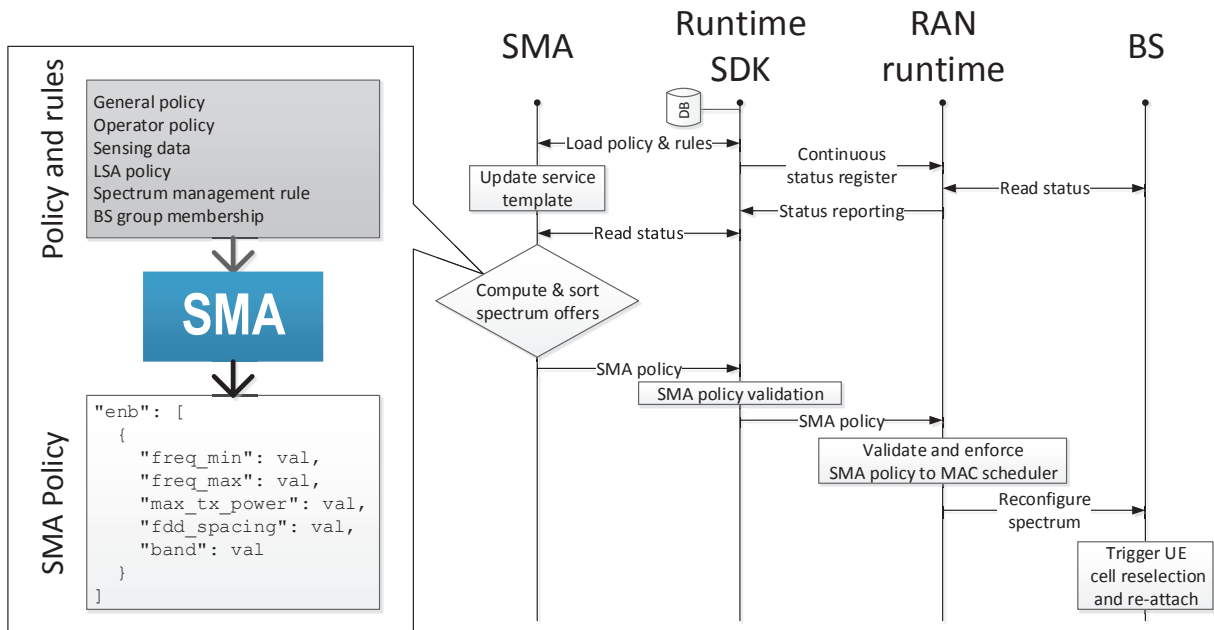 Policy and rules
General policy
Operator policy
Sensing data
LSA policy
Spectrum management rule
BS group membership
SMA
SMA Policy
"enb": [
{
"freq_min": val,
"freq_max": val,
"max_tx_power": val,
"fdd_spacing": val,
"band": val
}
]
SMA
Runtime
SDK
RAN
runtime
BS
DB
Load policy & rules
Continuous
status register
Update service
template
Read status
Status reporting
Read status
Compute & sort
spectrum offers
SMA policy
SMA policy validation
SMA policy
Validate and enforce
SMA policy to MAC scheduler
Reconfigure
spectrum
Trigger UE
cell reselection
and re-attach